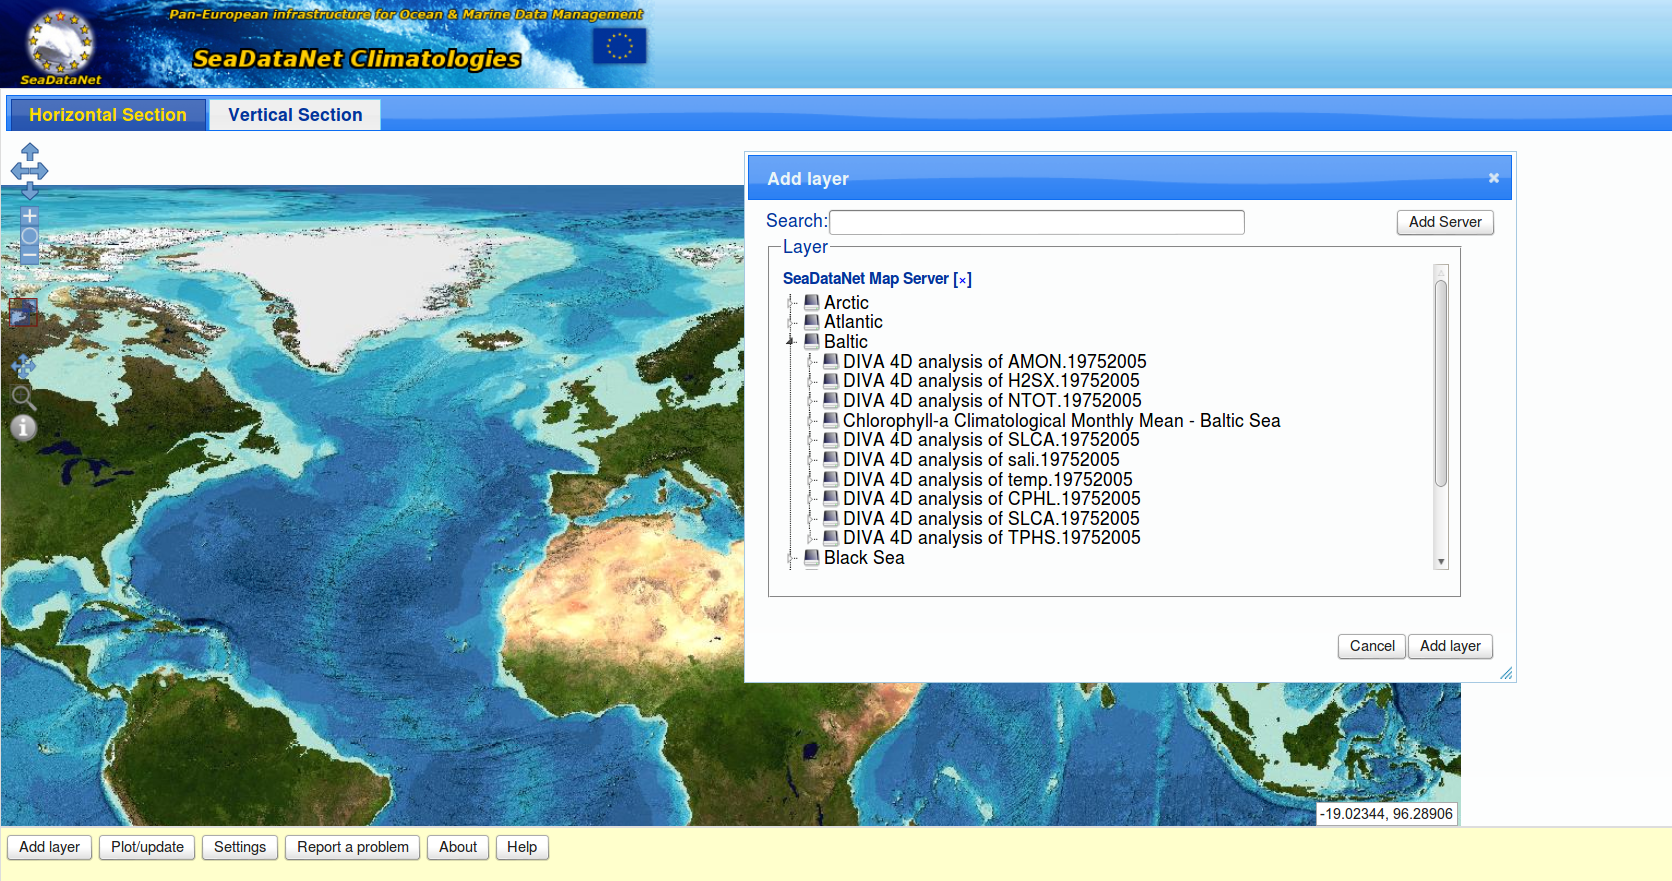 Pan-European infrastructure for Ocean & Marine Data Management
SeaDataNet Climatologies
SeaDataNet
Horizontal Section
Vertical Section
Add layer
Search:
Add Server
Layer
SeaDataNet Map Server [×]
Arctic
Atlantic
Baltic
DIVA 4D analysis of AMON.19752005
DIVA 4D analysis of H2SX.19752005
DIVA 4D analysis of NTOT.19752005
Chlorophyll-a Climatological Monthly Mean - Baltic Sea
DIVA 4D analysis of SLCA.19752005
DIVA 4D analysis of sali.19752005
DIVA 4D analysis of temp.19752005
DIVA 4D analysis of CPHL.19752005
DIVA 4D analysis of SLCA.19752005
DIVA 4D analysis of TPHS.19752005
Black Sea
Cancel
Add layer
-19.02344, 96.28906
Add layer
Plot/update
Settings
Report a problem
About
Help